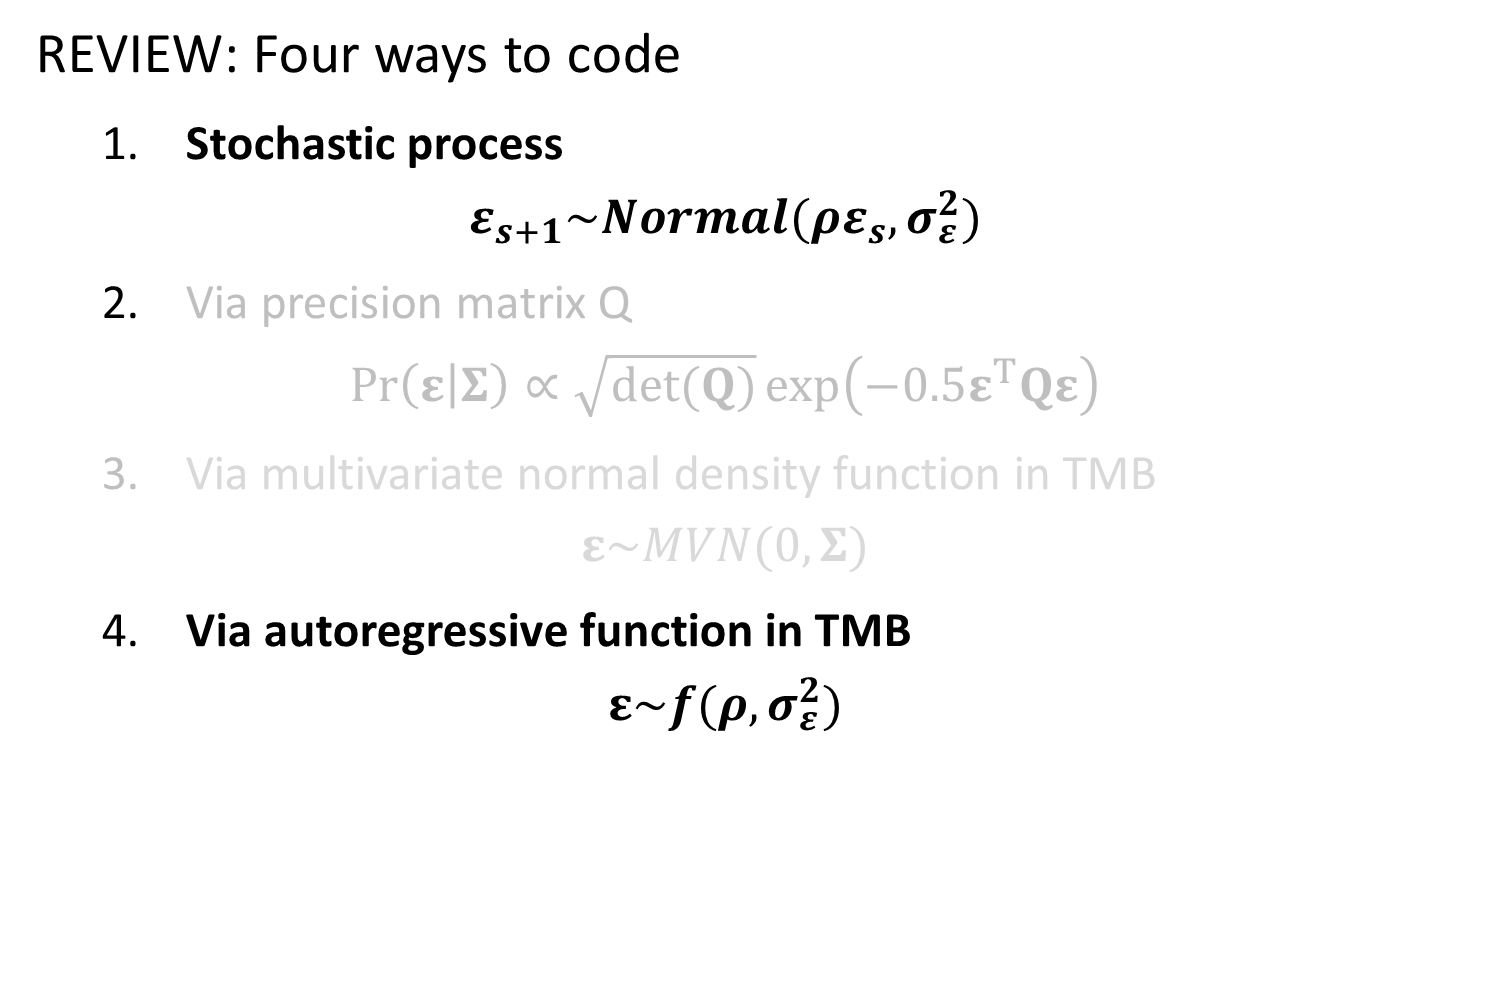 REVIEW: Four ways to code
1. Stochastic process
ε_{s+1}~Normal(ρε_s, σ_ε^2)
2. Via precision matrix Q
Pr(ε|Σ) ∝ √det(Q) exp(−0.5ε^T Qε)
3. Via multivariate normal density function in TMB
ε~MVN(0, Σ)
4. Via autoregressive function in TMB
ε~f(ρ, σ_ε^2)